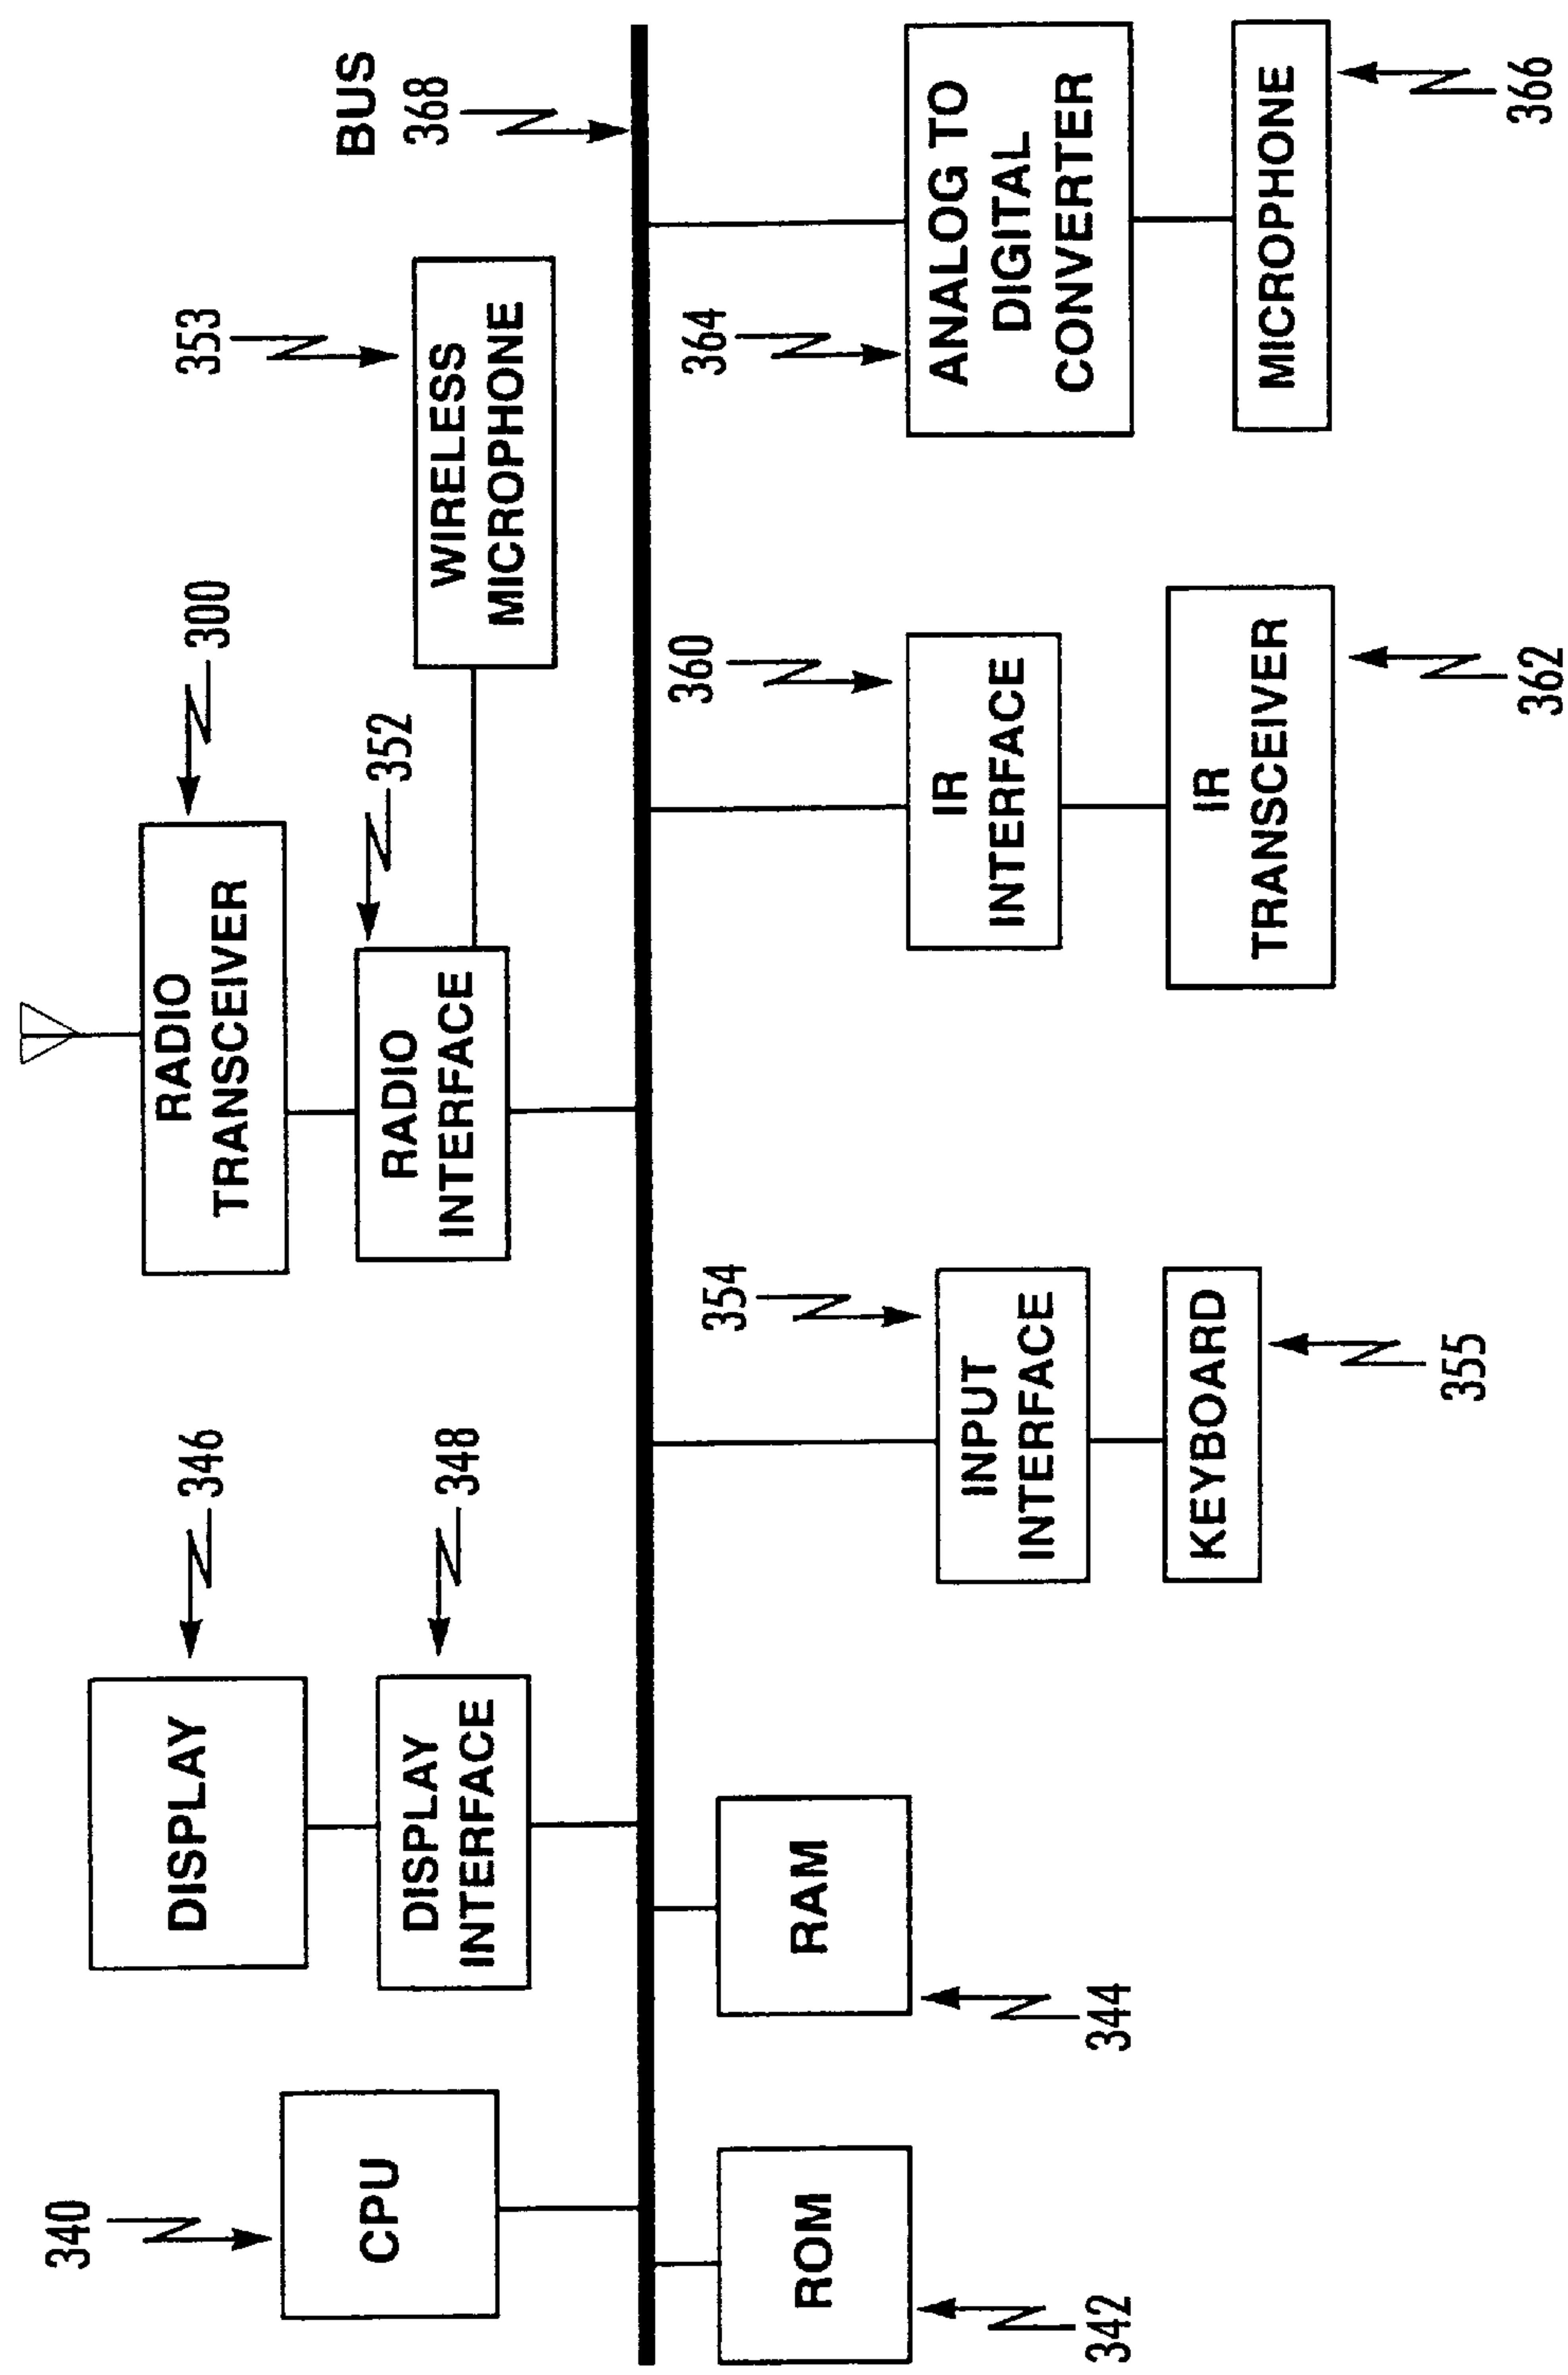 340
CPU
346
DISPLAY
348
DISPLAY
INTERFACE
300
RADIO
TRANSCEIVER
352
RADIO
INTERFACE
353
WIRELESS
MICROPHONE
BUS
368
ROM
342
RAM
344
354
INPUT
INTERFACE
KEYBOARD
355
360
IR
INTERFACE
IR
TRANSCEIVER
362
364
ANALOG TO
DIGITAL
CONVERTER
MICROPHONE
366